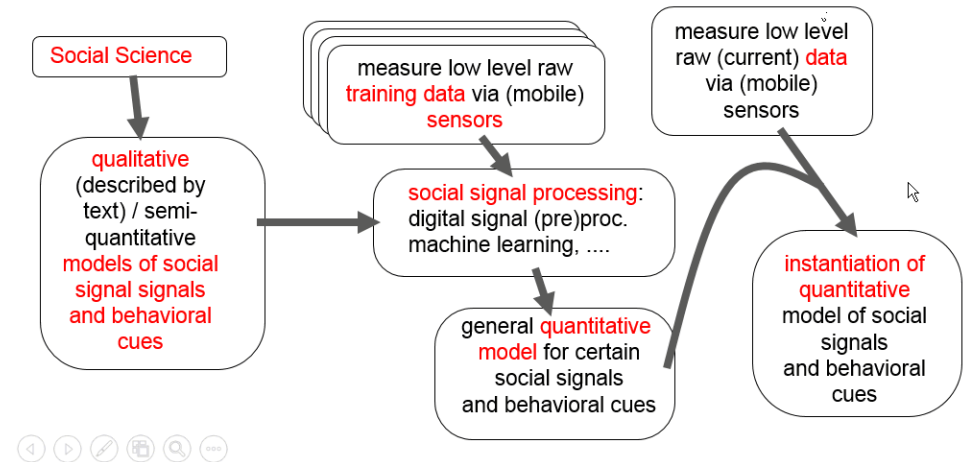 Social Science
qualitative
(described by
text) / semi-
quantitative
models of social
signal signals
and behavioral
cues
measure low level raw
training data via (mobile)
sensors
social signal processing:
digital signal (pre)proc.
machine learning, ....
general quantitative
model for certain
social signals
and behavioral cues
measure low level
raw (current) data
via (mobile)
sensors
instantiation of
quantitative
model of social
signals
and behavioral
cues